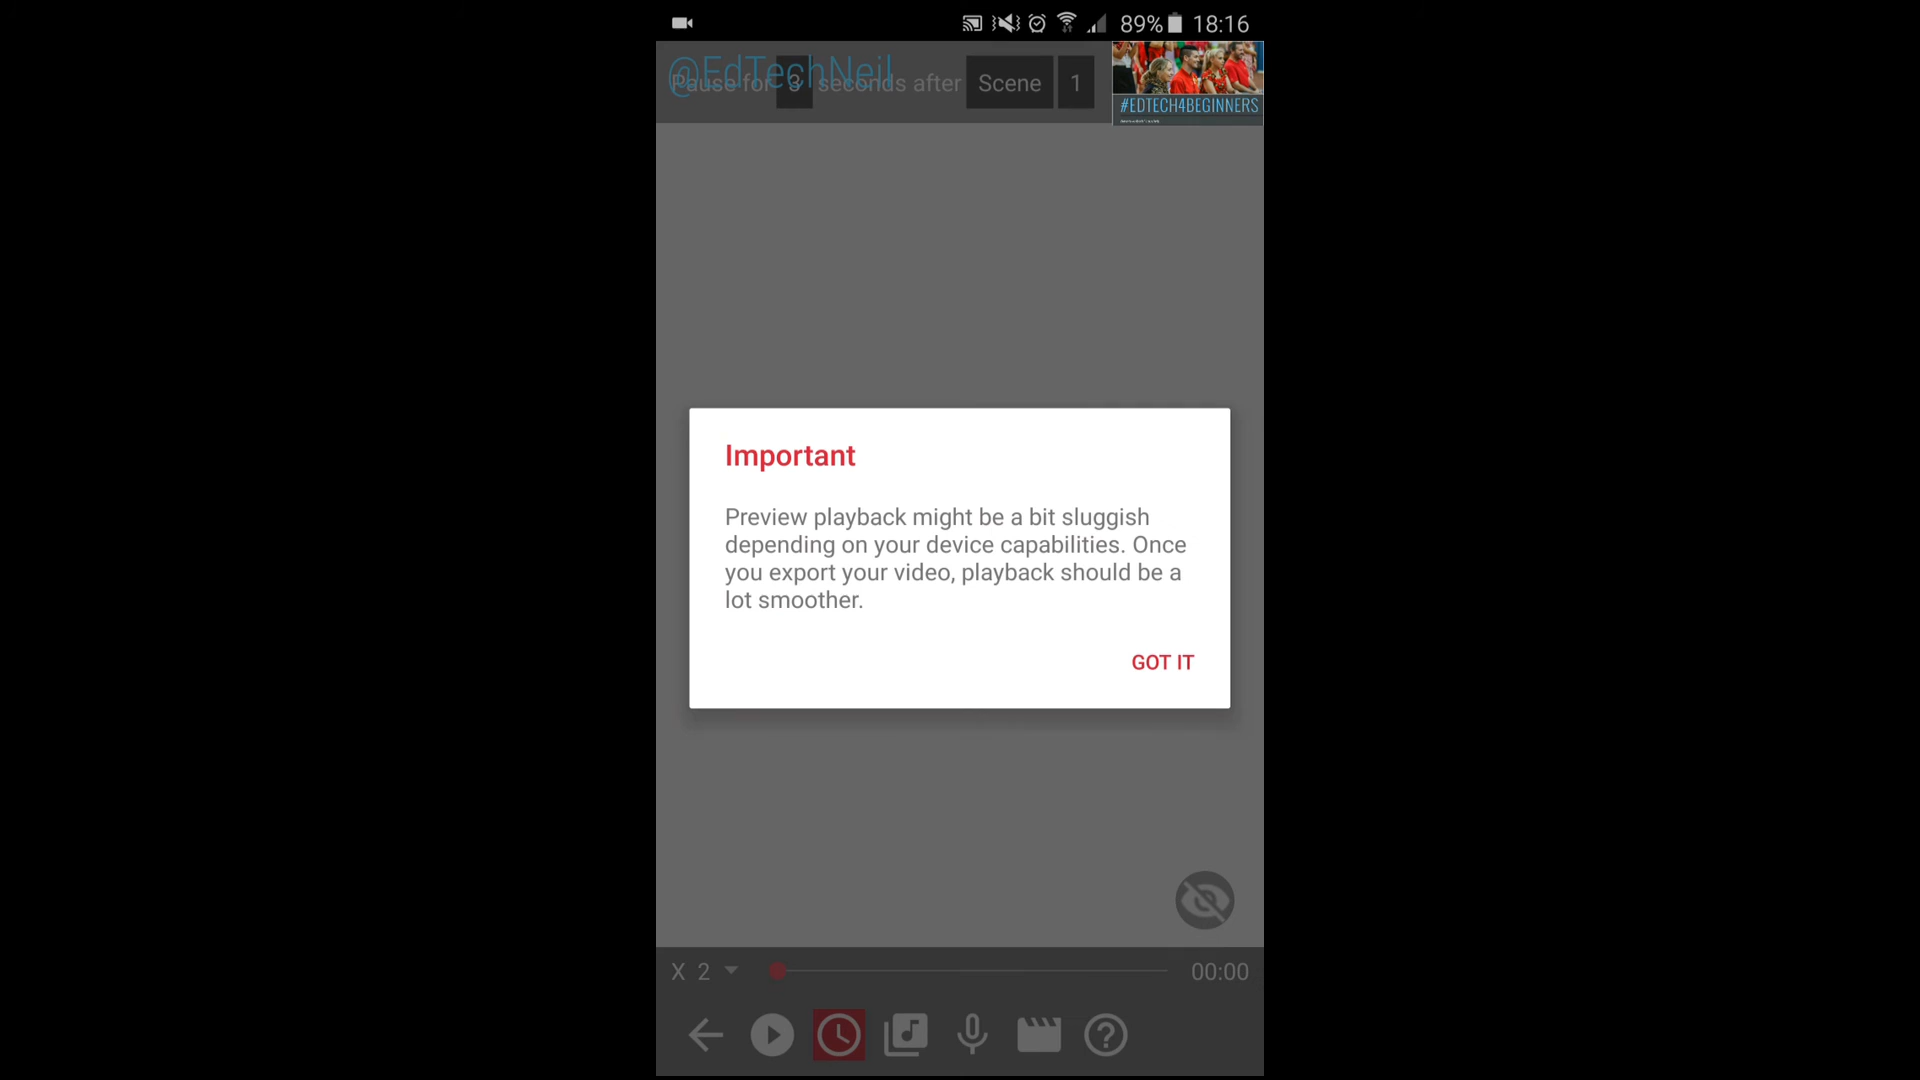 89% 18:16
@EdTechNeil
Pause for 3 seconds after Scene 1
#EDTECH4BEGINNERS
Important
Preview playback might be a bit sluggish
depending on your device capabilities. Once
you export your video, playback should be a
lot smoother.
GOT IT
X 2 00:00